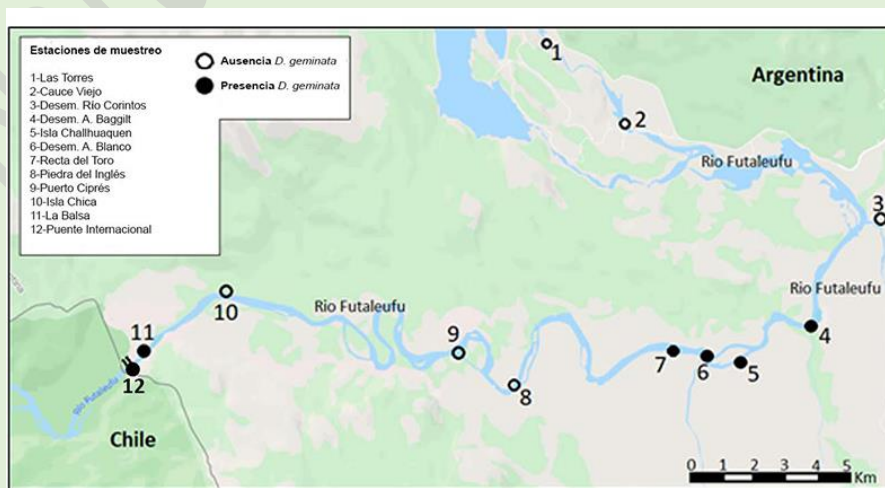 Estaciones de muestreo
1-Las Torres
2-Cauce Viejo
3-Desem. Río Corintos
4-Desem. A. Baggilt
5-Isla Challhuaquen
6-Desem. A. Blanco
7-Recta del Toro
8-Piedra del Inglés
9-Puerto Ciprés
10-Isla Chica
11-La Balsa
12-Puente Internacional
Ausencia D. geminata
Presencia D. geminata
1
Argentina
2
Rio Futaleufu
3
Rio Futaleufu
10
Rio Futaleufu
4
11
9
7
6
5
12
8
Rio Futaleufu
Chile
0 1 2 3 4 5
Km